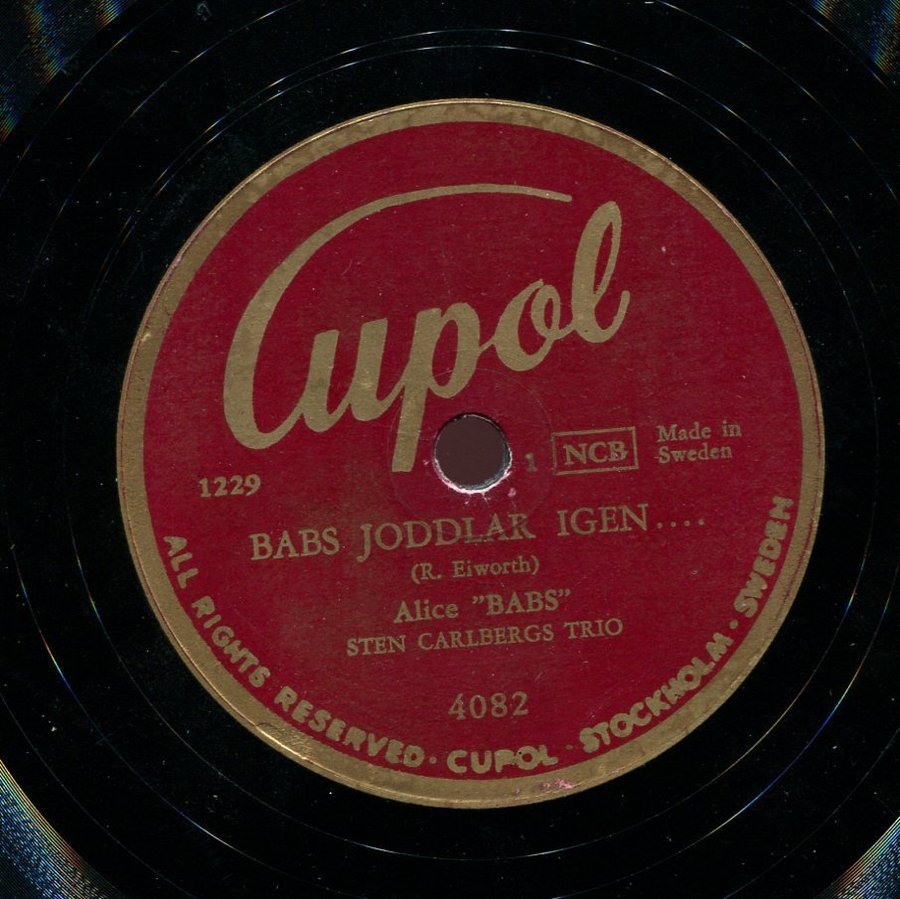 Cupol
1229
1 NCB Made in
Sweden
BABS JODDLAR IGEN....
(R. Eiworth)
Alice "BABS"
STEN CARLBERGS TRIO
4082
ALL RIGHTS RESERVED · CUPOL · STOCKHOLM · SWEDEN